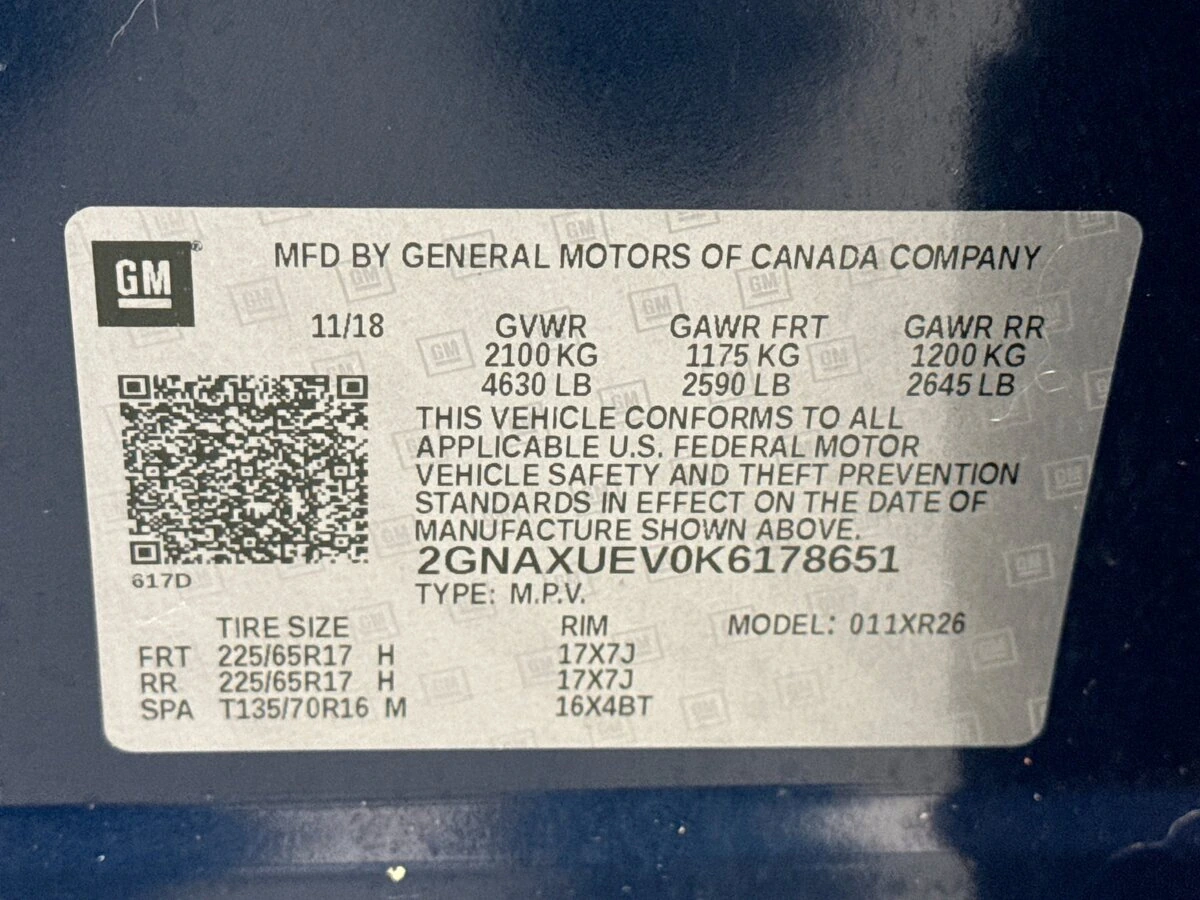 GM
MFD BY GENERAL MOTORS OF CANADA COMPANY
11/18 GVWR GAWR FRT GAWR RR
2100 KG 1175 KG 1200 KG
4630 LB 2590 LB 2645 LB
THIS VEHICLE CONFORMS TO ALL
APPLICABLE U.S. FEDERAL MOTOR
VEHICLE SAFETY AND THEFT PREVENTION
STANDARDS IN EFFECT ON THE DATE OF
MANUFACTURE SHOWN ABOVE.
2GNAXUEV0K6178651
617D
TYPE: M.P.V.
TIRE SIZE RIM MODEL: 011XR26
FRT 225/65R17 H 17X7J
RR 225/65R17 H 17X7J
SPA T135/70R16 M 16X4BT